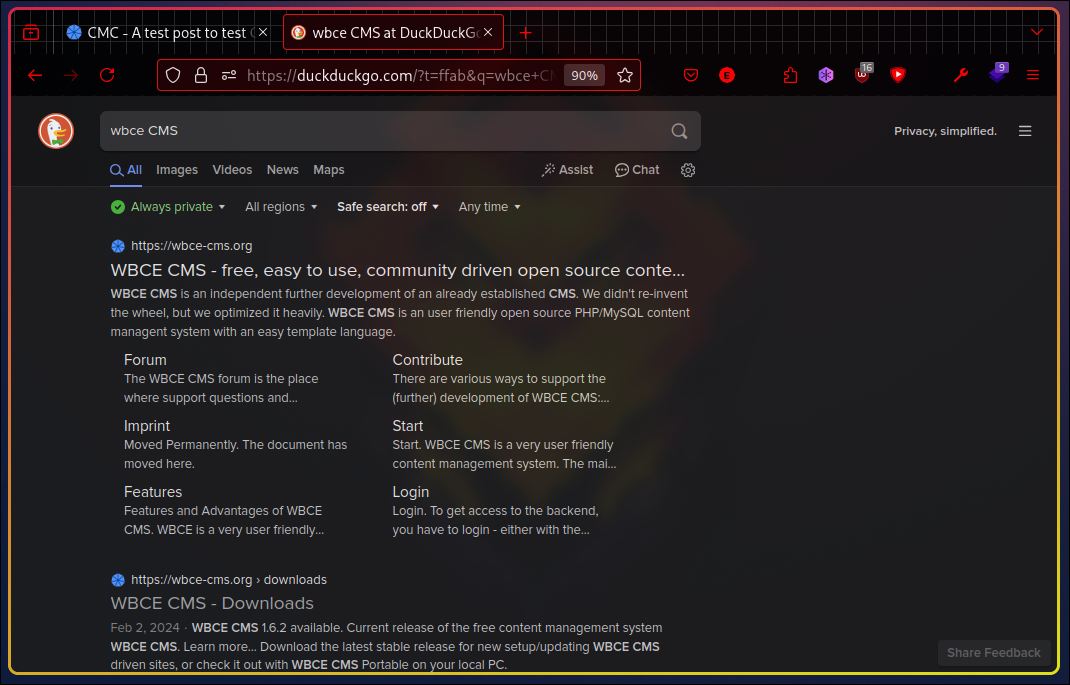 CMC - A test post to test
wbce CMS at DuckDuckG
https://duckduckgo.com/?t=ffab&q=wbce+CM
90%
E
16
9
wbce CMS
Privacy, simplified.
All Images Videos News Maps Assist Chat
Always private All regions Safe search: off Any time
https://wbce-cms.org
WBCE CMS - free, easy to use, community driven open source conte...
WBCE CMS is an independent further development of an already established CMS. We didn't re-invent
the wheel, but we optimized it heavily. WBCE CMS is an user friendly open source PHP/MySQL content
managent system with an easy template language.
Forum
The WBCE CMS forum is the place
where support questions and...
Contribute
There are various ways to support the
(further) development of WBCE CMS:...
Imprint
Moved Permanently. The document has
moved here.
Start
Start. WBCE CMS is a very user friendly
content management system. The mai...
Features
Features and Advantages of WBCE
CMS. WBCE is a very user friendly...
Login
Login. To get access to the backend,
you have to login - either with the...
https://wbce-cms.org › downloads
WBCE CMS - Downloads
Feb 2, 2024 · WBCE CMS 1.6.2 available. Current release of the free content management system
WBCE CMS. Learn more... Download the latest stable release for new setup/updating WBCE CMS
driven sites, or check it out with WBCE CMS Portable on your local PC.
Share Feedback